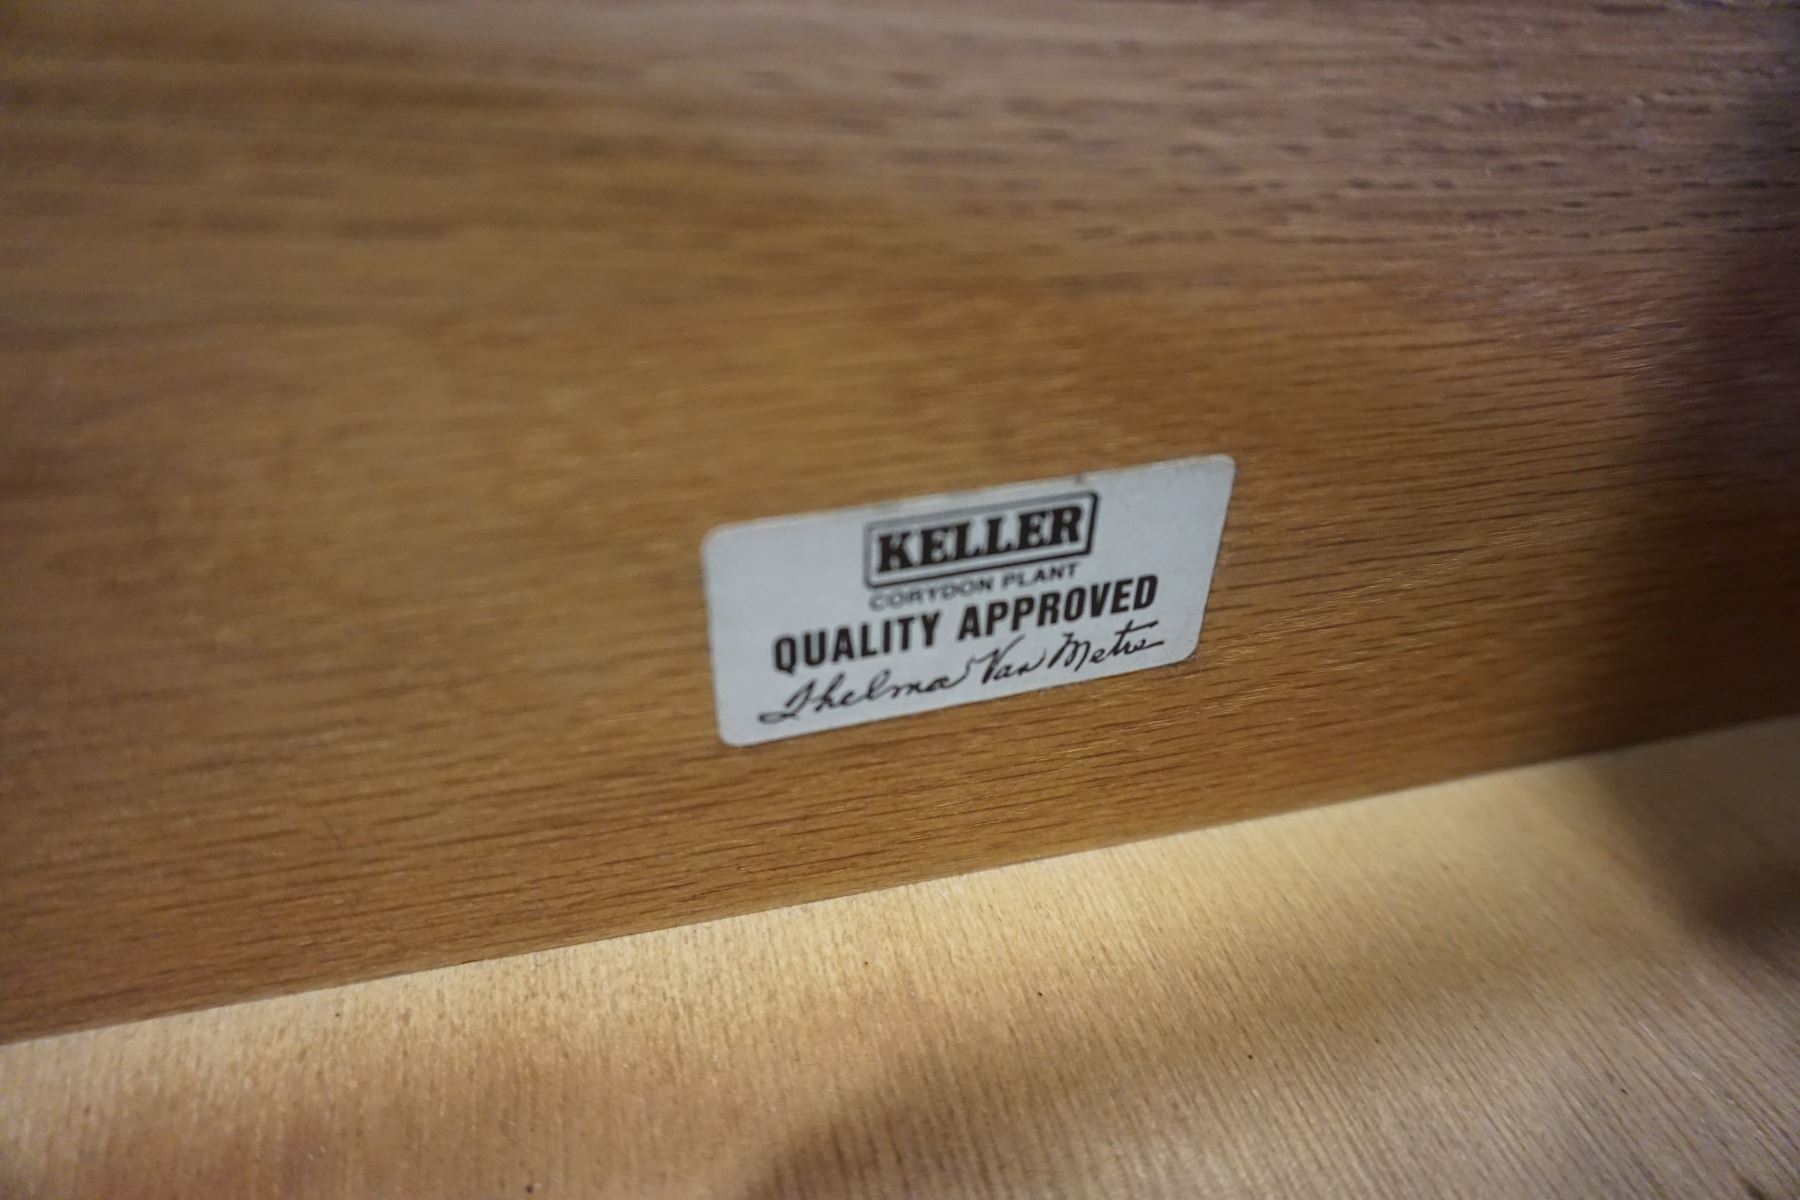 KELLER
CORYDON PLANT
QUALITY APPROVED
Thelma Van Metre